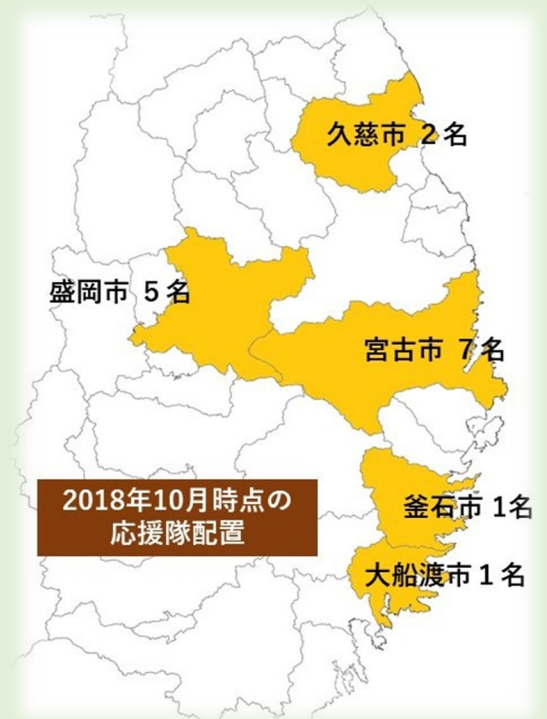 久慈市 2名
盛岡市 5名
宮古市 7名
2018年10月時点の
応援隊配置
釜石市 1名
大船渡市1名